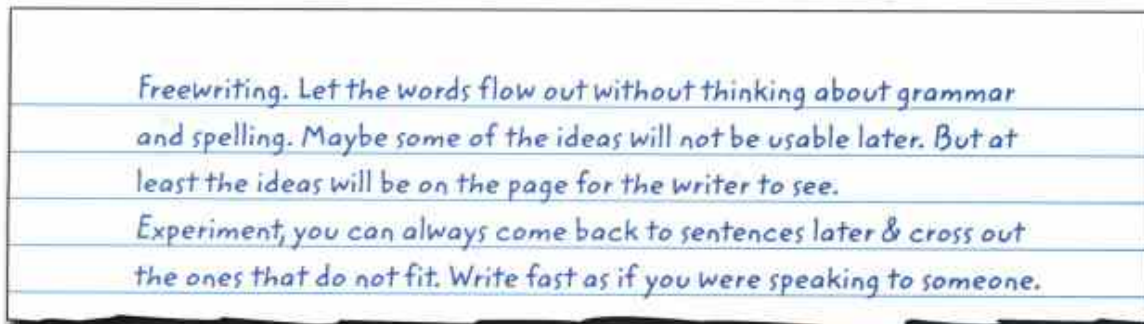 Freewriting. Let the words flow out without thinking about grammar
and spelling. Maybe some of the ideas will not be usable later. But at
least the ideas will be on the page for the writer to see.
Experiment, you can always come back to sentences later & cross out
the ones that do not fit. Write fast as if you were speaking to someone.